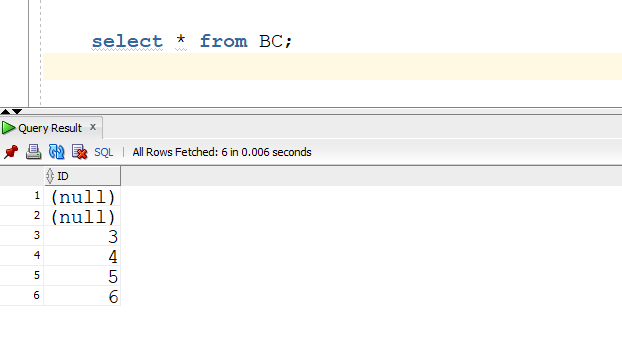 select * from BC;
Query Result x
SQL | All Rows Fetched: 6 in 0.006 seconds
ID
1 (null)
2 (null)
3 3
4 4
5 5
6 6